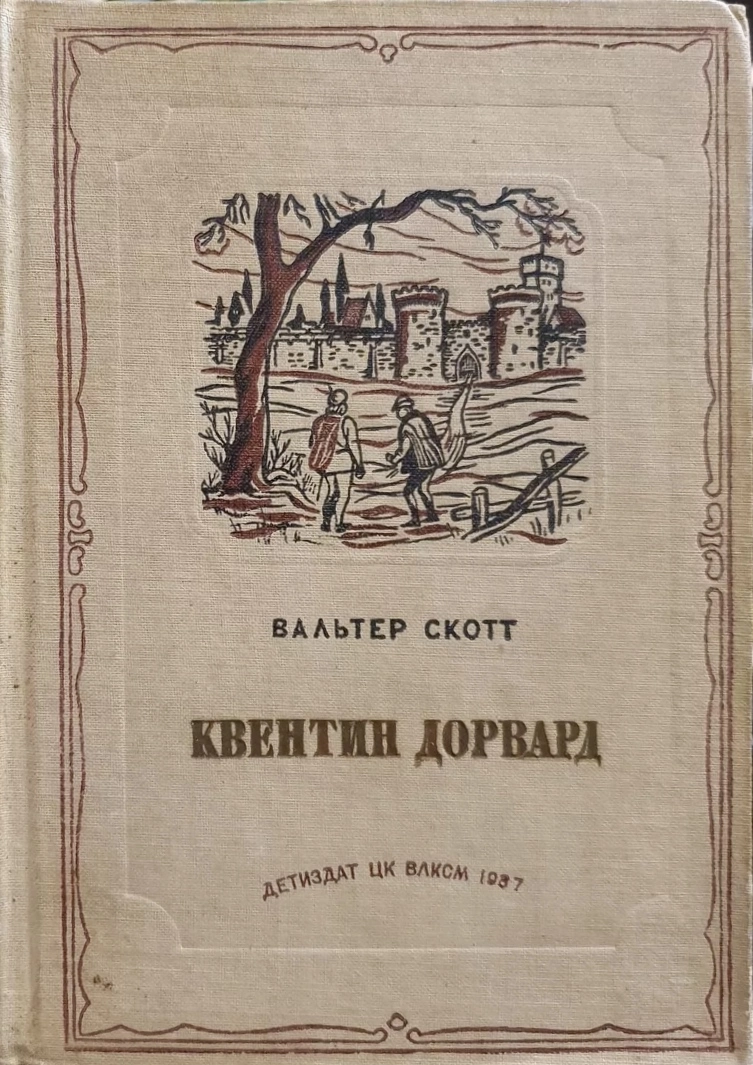 ВАЛЬТЕР СКОТТ
КВЕНТИН ДОРВАРД
ДЕТИЗДАТ ЦК ВЛКСМ 1937